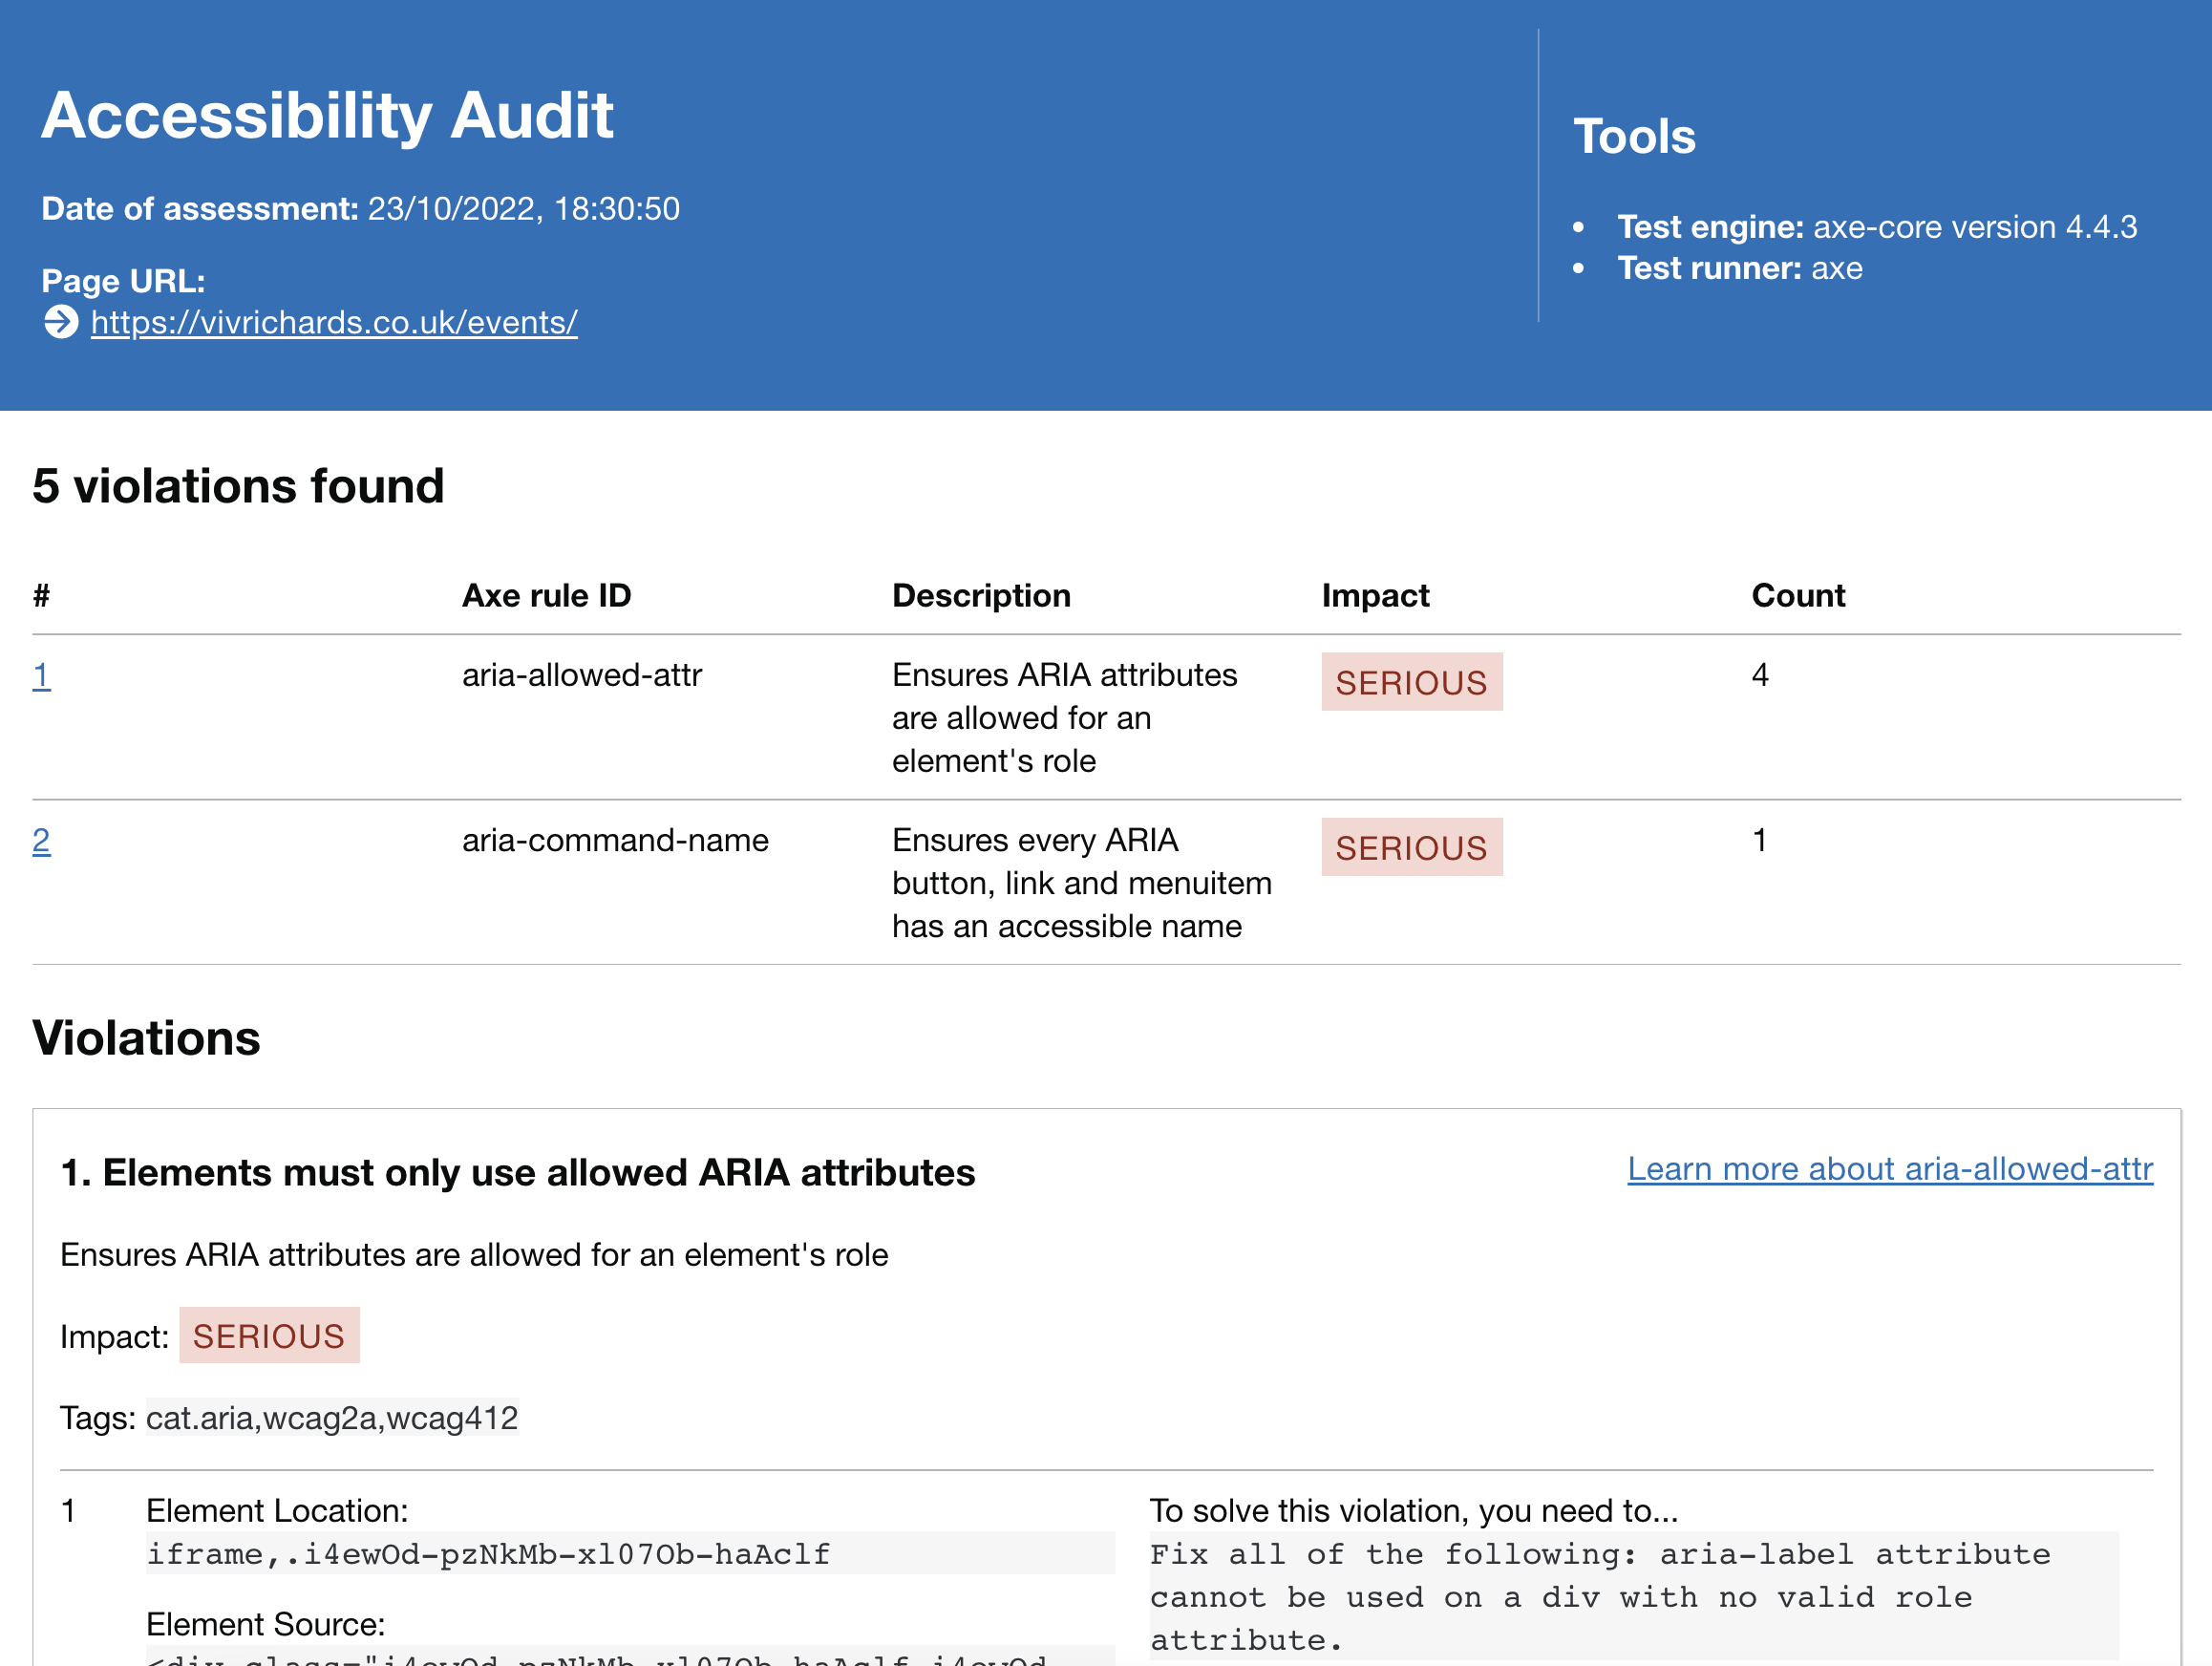 Accessibility Audit
Date of assessment: 23/10/2022, 18:30:50
Page URL:
https://vivrichards.co.uk/events/
Tools
• Test engine: axe-core version 4.4.3
• Test runner: axe
5 violations found
# Axe rule ID Description Impact Count
1 aria-allowed-attr Ensures ARIA attributes SERIOUS 4
are allowed for an
element's role
2 aria-command-name Ensures every ARIA SERIOUS 1
button, link and menuitem
has an accessible name
Violations
1. Elements must only use allowed ARIA attributes
Learn more about aria-allowed-attr
Ensures ARIA attributes are allowed for an element's role
Impact: SERIOUS
Tags: cat.aria,wcag2a,wcag412
1 Element Location:
iframe,.i4ewOd-pzNkMb-xl07Ob-haAclf
Element Source:
<div class="i4ewOd-pzNkMb-xl07Ob-haAclf i4ewOd
To solve this violation, you need to...
Fix all of the following: aria-label attribute
cannot be used on a div with no valid role
attribute.